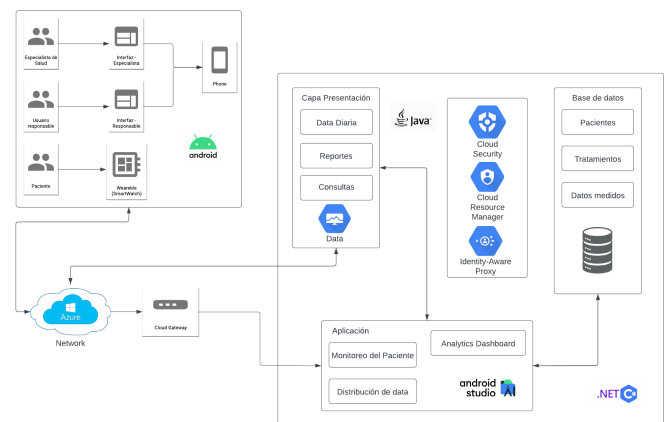 Especialista de
Salud
Interfaz -
Especialista
Phone
Usuario
responsable
Interfaz -
Responsable
android
Paciente
Wearable
(SmartWatch)
Azure
Network
Cloud Gateway
Capa Presentación
Data Diaria
Reportes
Consultas
Data
Java
Cloud
Security
Cloud
Resource
Manager
Identity-Aware
Proxy
Base de datos
Pacientes
Tratamientos
Datos medidos
Aplicación
Monitoreo del Paciente
Analytics Dashboard
Distribución de data
android
studio
AI
.NET C#